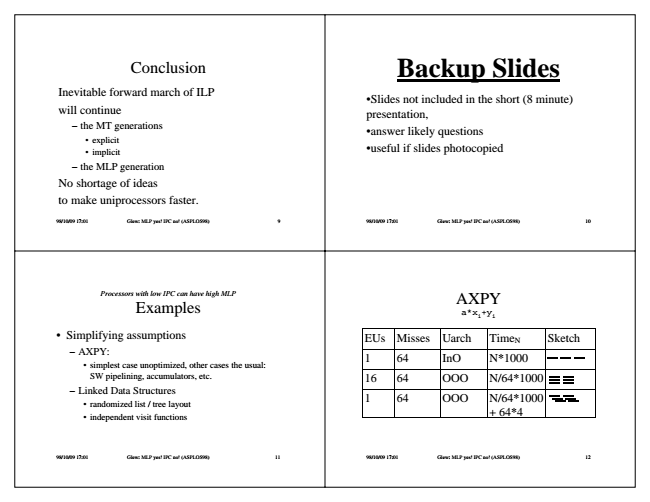 Conclusion
Inevitable forward march of ILP
will continue
– the MT generations
• explicit
• implicit
– the MLP generation
No shortage of ideas
to make uniprocessors faster.
98/10/09 17:01 Glew: MLP yes! IPC no! (ASPLOS98) 9
Backup Slides
•Slides not included in the short (8 minute)
presentation,
•answer likely questions
•useful if slides photocopied
98/10/09 17:01 Glew: MLP yes! IPC no! (ASPLOS98) 10
Processors with low IPC can have high MLP
Examples
• Simplifying assumptions
– AXPY:
• simplest case unoptimized, other cases the usual:
SW pipelining, accumulators, etc.
– Linked Data Structures
• randomized list / tree layout
• independent visit functions
98/10/09 17:01 Glew: MLP yes! IPC no! (ASPLOS98) 11
AXPY
a*xi+yi
EUs Misses Uarch TimeN Sketch
1 64 InO N*1000
16 64 OOO N/64*1000
1 64 OOO N/64*1000
+ 64*4
98/10/09 17:01 Glew: MLP yes! IPC no! (ASPLOS98) 12